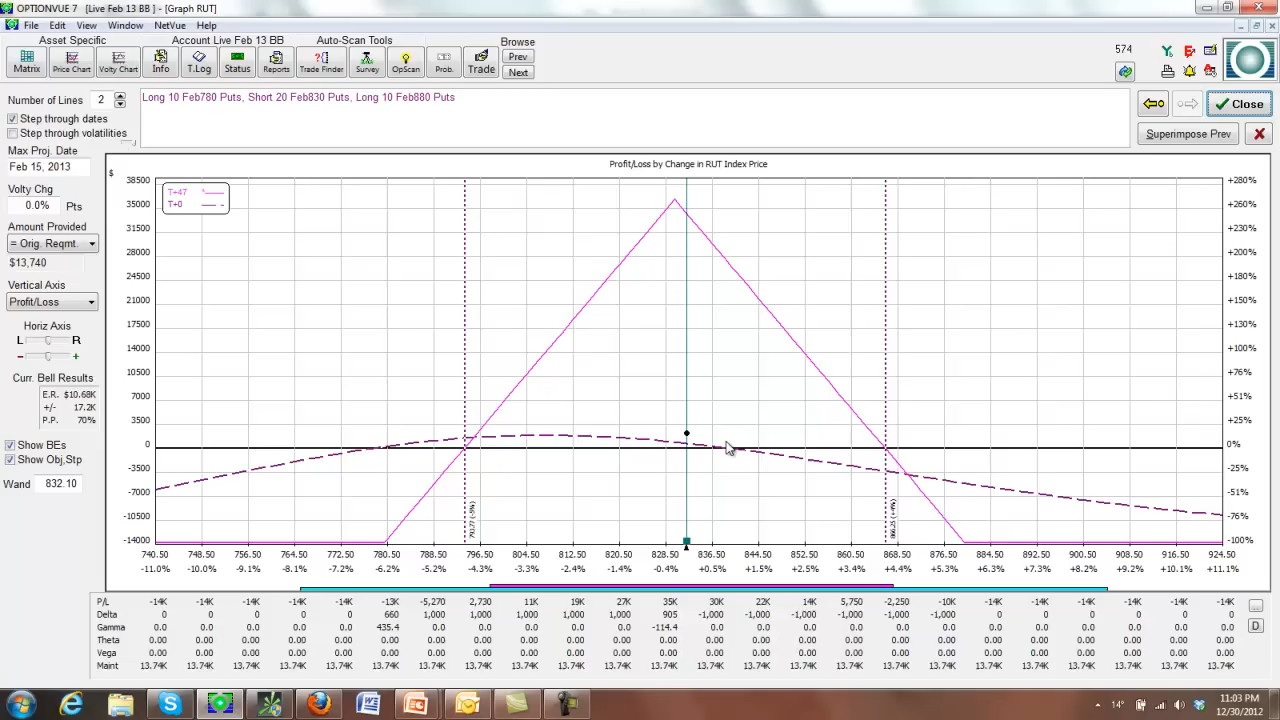 OPTIONVUE 7 [Live Feb 13 BB ] - [Graph RUT]
File Edit View Window NetVue Help
Asset Specific Account Live Feb 13 BB Auto-Scan Tools Browse
Matrix Price Chart Volty Chart Info T.Log Status Reports Trade Finder Survey OpScan Prob. Trade Prev Next 574
Number of Lines 2
Long 10 Feb780 Puts, Short 20 Feb830 Puts, Long 10 Feb880 Puts
Close
Step through dates
Step through volatilities
Superimpose Prev
Max Proj. Date
Feb 15, 2013
Volty Chg
0.0% Pts
Amount Provided
= Orig. Reqmt.
$13,740
Vertical Axis
Profit/Loss
Horiz Axis
L R
- +
Curr. Bell Results
E.R. $10.68K
+/- 17.2K
P.P. 70%
Show BEs
Show Obj,Stp
Wand 832.10
Profit/Loss by Change in RUT Index Price
$
T+47
T+0
38500 +280%
35000 +260%
31500 +230%
28000 +200%
24500 +180%
21000 +150%
17500 +130%
14000 +100%
10500 +76%
7000 +51%
3500 +25%
0 0%
-3500 -25%
-7000 -51%
-10500 -76%
-14000 -100%
740.50 748.50 756.50 764.50 772.50 780.50 788.50 796.50 804.50 812.50 820.50 828.50 836.50 844.50 852.50 860.50 868.50 876.50 884.50 892.50 900.50 908.50 916.50 924.50
-11.0% -10.0% -9.1% -8.1% -7.2% -6.2% -5.3% -4.3% -3.3% -2.4% -1.4% -0.4% +0.5% +1.5% +2.4% +3.4% +4.4% +5.3% +6.3% +7.3% +8.2% +9.2% +10.1% +11.1%
P/L -14K -14K -14K -14K -14K -13K -5,270 2,730 11K 19K 27K 35K 30K 22K 14K 5,750 -2,250 -10K -14K -14K -14K -14K -14K -14K
Delta 0 0 0 0 0 660 1,000 1,000 1,000 1,000 1,000 905 -1,000 -1,000 -1,000 -1,000 -1,000 -1,000 0 0 0 0 0 0
Gamma 0.00 0.00 0.00 0.00 0.00 435.4 0.00 0.00 0.00 0.00 0.00 -114.4 0.00 0.00 0.00 0.00 0.00 0.00 0.00 0.00 0.00 0.00 0.00 0.00
Theta 0.00 0.00 0.00 0.00 0.00 0.00 0.00 0.00 0.00 0.00 0.00 0.00 0.00 0.00 0.00 0.00 0.00 0.00 0.00 0.00 0.00 0.00 0.00 0.00
Vega 0.00 0.00 0.00 0.00 0.00 0.00 0.00 0.00 0.00 0.00 0.00 0.00 0.00 0.00 0.00 0.00 0.00 0.00 0.00 0.00 0.00 0.00 0.00 0.00
Maint 13.74K 13.74K 13.74K 13.74K 13.74K 13.74K 13.74K 13.74K 13.74K 13.74K 13.74K 13.74K 13.74K 13.74K 13.74K 13.74K 13.74K 13.74K 13.74K 13.74K 13.74K 13.74K 13.74K 13.74K
D
14°
11:03 PM
12/30/2012